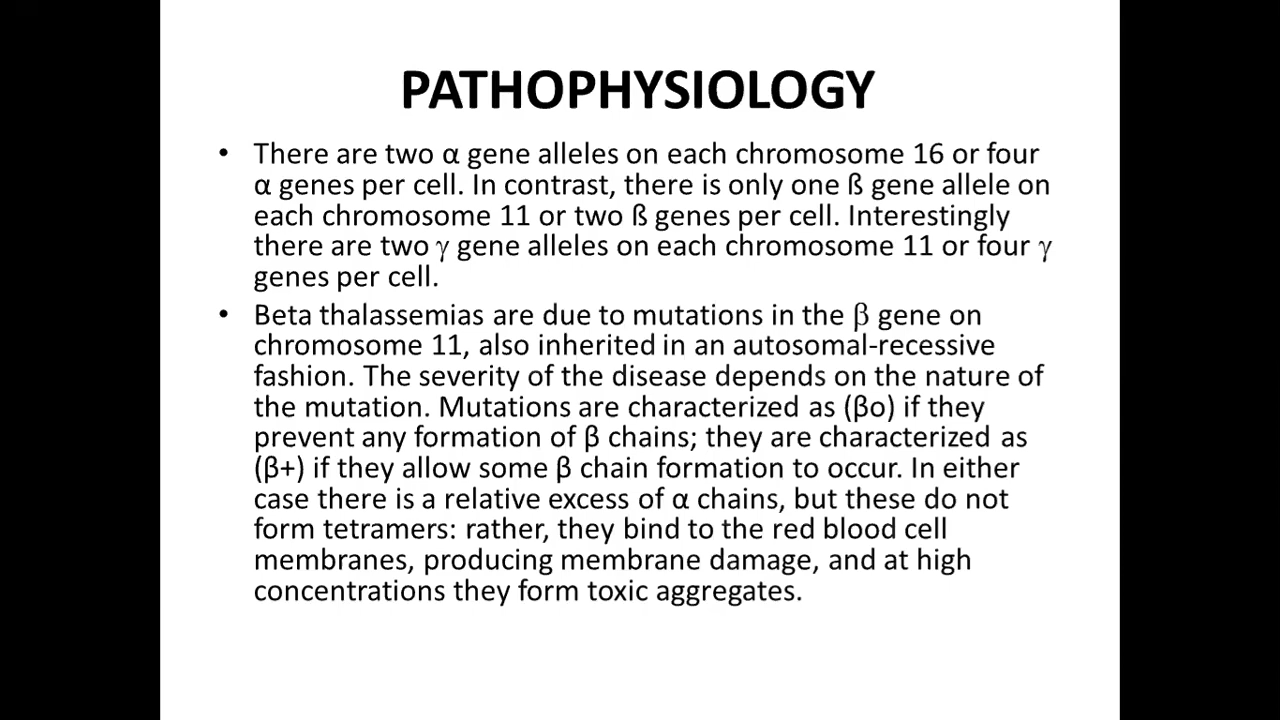 PATHOPHYSIOLOGY
• There are two α gene alleles on each chromosome 16 or four
α genes per cell. In contrast, there is only one ß gene allele on
each chromosome 11 or two ß genes per cell. Interestingly
there are two γ gene alleles on each chromosome 11 or four γ
genes per cell.
• Beta thalassemias are due to mutations in the β gene on
chromosome 11, also inherited in an autosomal-recessive
fashion. The severity of the disease depends on the nature of
the mutation. Mutations are characterized as (βo) if they
prevent any formation of β chains; they are characterized as
(β+) if they allow some β chain formation to occur. In either
case there is a relative excess of α chains, but these do not
form tetramers: rather, they bind to the red blood cell
membranes, producing membrane damage, and at high
concentrations they form toxic aggregates.